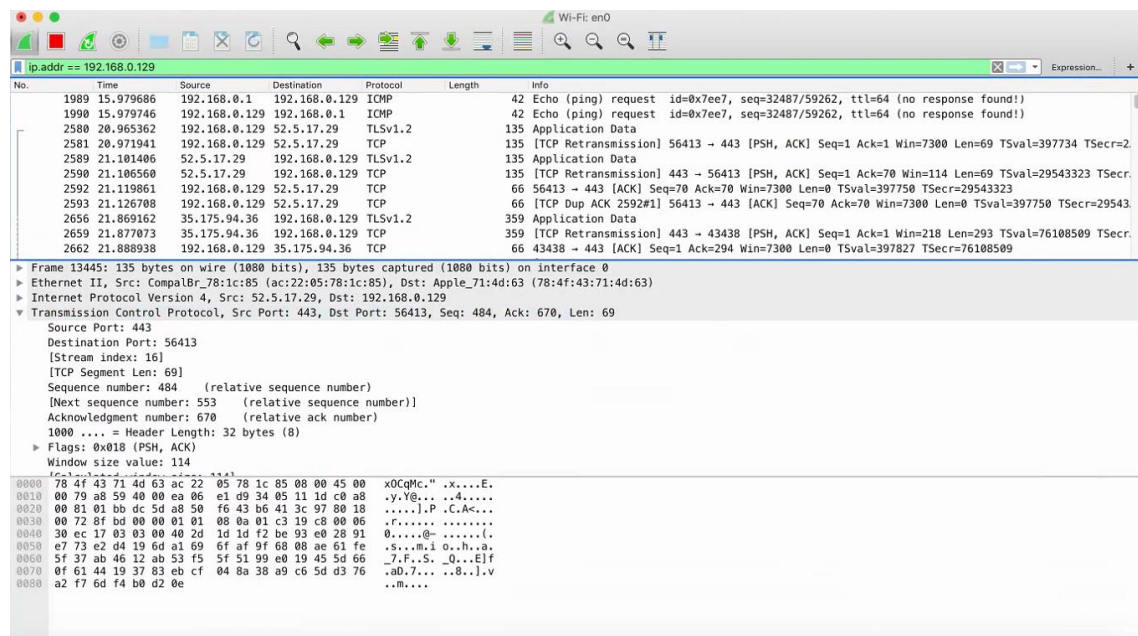 Wi-Fi: en0
ip.addr == 192.168.0.129
Expression...
+
No. Time Source Destination Protocol Length Info
1989 15.979686 192.168.0.1 192.168.0.129 ICMP 42 Echo (ping) request id=0x7ee7, seq=32487/59262, ttl=64 (no response found!)
1990 15.979946 192.168.0.129 192.168.0.1 ICMP 42 Echo (ping) request id=0x7ee7, seq=32487/59262, ttl=64 (no response found!)
2580 20.965362 192.168.0.129 52.5.17.29 TLSv1.2 135 Application Data
2581 20.971941 192.168.0.129 52.5.17.29 TCP 135 [TCP Retransmission] 56413 → 443 [PSH, ACK] Seq=1 Ack=1 Win=7300 Len=69 TSval=397734 TSecr=2…
2589 21.101406 52.5.17.29 192.168.0.129 TLSv1.2 135 Application Data
2590 21.106560 52.5.17.29 192.168.0.129 TCP 135 [TCP Retransmission] 443 → 56413 [PSH, ACK] Seq=1 Ack=70 Win=114 Len=69 TSval=29543323 TSecr…
2592 21.119861 192.168.0.129 52.5.17.29 TCP 66 56413 → 443 [ACK] Seq=70 Ack=70 Win=7300 Len=0 TSval=397750 TSecr=29543323
2593 21.126708 192.168.0.129 52.5.17.29 TCP 66 [TCP Dup ACK 2592#1] 56413 → 443 [ACK] Seq=70 Ack=70 Win=7300 Len=0 TSval=397750 TSecr=29543…
2656 21.869162 35.175.94.36 192.168.0.129 TLSv1.2 359 Application Data
2659 21.877073 35.175.94.36 192.168.0.129 TCP 359 [TCP Retransmission] 443 → 43438 [PSH, ACK] Seq=1 Ack=1 Win=218 Len=293 TSval=76108509 TSecr…
2662 21.888938 192.168.0.129 35.175.94.36 TCP 66 43438 → 443 [ACK] Seq=1 Ack=294 Win=7300 Len=0 TSval=397827 TSecr=76108509
Frame 13445: 135 bytes on wire (1080 bits), 135 bytes captured (1080 bits) on interface 0
Ethernet II, Src: CompalBr_78:1c:85 (ac:22:05:78:1c:85), Dst: Apple_71:4d:63 (78:4f:43:71:4d:63)
Internet Protocol Version 4, Src: 52.5.17.29, Dst: 192.168.0.129
Transmission Control Protocol, Src Port: 443, Dst Port: 56413, Seq: 484, Ack: 670, Len: 69
Source Port: 443
Destination Port: 56413
[Stream index: 16]
[TCP Segment Len: 69]
Sequence number: 484 (relative sequence number)
[Next sequence number: 553 (relative sequence number)]
Acknowledgment number: 670 (relative ack number)
1000 .... = Header Length: 32 bytes (8)
Flags: 0x018 (PSH, ACK)
Window size value: 114
[Calculated window size: 114]
0000 78 4f 43 71 4d 63 ac 22 05 78 1c 85 08 00 45 00 xOCqMc." .x....E.
0010 00 79 a8 59 40 00 ea 06 e1 d9 34 05 11 1d c0 a8 .y.Y@... ..4.....
0020 00 81 01 bb dc 5d a8 50 f6 43 b6 41 3c 97 80 18 .....].P .C.A<...
0030 00 72 8f bd 00 00 01 01 08 0a 01 c3 19 c8 00 06 .r...... ........
0040 30 ec 17 03 03 00 40 2d 1d 1d f2 be 93 e0 28 91 0.....@- ......(.
0050 e7 73 e2 d4 19 6d a1 69 6f af 9f 68 08 ae 61 fe .s...m.i o..h..a.
0060 5f 37 ab 46 12 ab 53 f5 5f 51 99 e0 19 45 5d 66 _7.F..S. _Q...E]f
0070 0f 61 44 19 37 83 eb cf 04 8a 38 a9 c6 5d d3 76 .aD.7... ..8..].v
0080 a2 f7 6d f4 b0 d2 0e ..m....